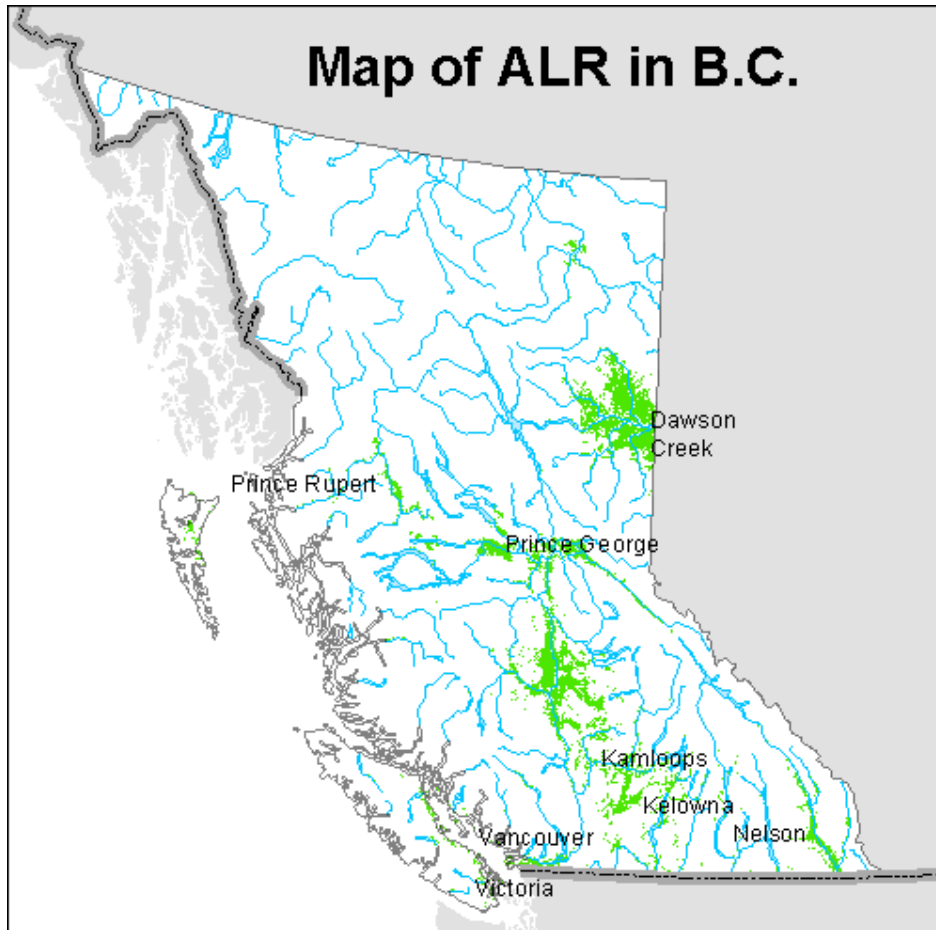 Map of ALR in B.C.
Dawson
Creek
Prince Rupert
Prince George
Kamloops
Kelowna
Nelson
Vancouver
Victoria